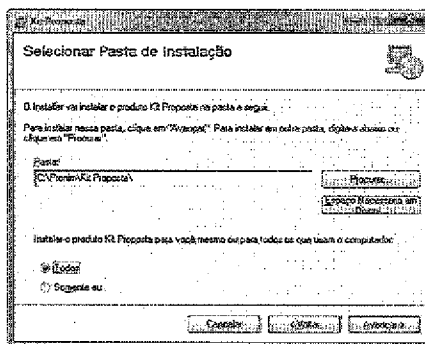 Kit Proposta
Selecionar Pasta de Instalação
O Installer vai instalar o produto Kit Proposta na pasta a seguir.
Para instalar nessa pasta, clique em "Avançar". Para instalar em outra pasta, digite-a abaixo ou
clique em "Procurar".
Pasta:
C:\Pronim\Kit Proposta\
Procurar...
Espaço Necessário em
Disco...
Instalar o produto Kit Proposta para você mesmo ou para todos os que usam o computador:
Todos
Somente eu
Cancelar
Voltar
Avançar